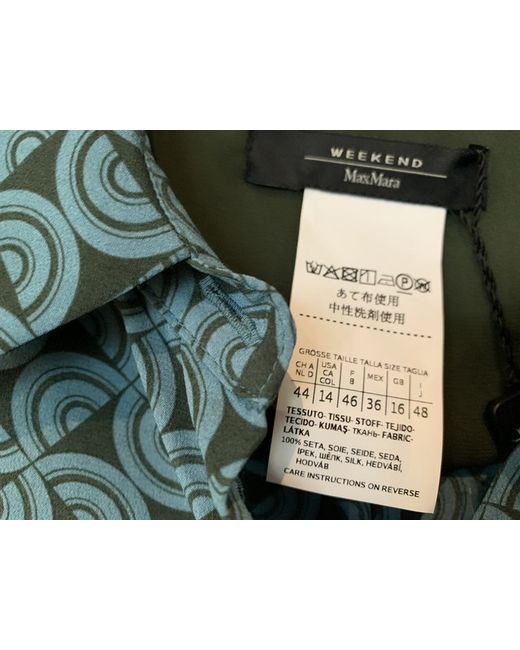 WEEKEND
MaxMara
あて布使用
中性洗剤使用
GROSSE TAILLE TALLA SIZE TAGLIA
CH A NL D
USA CA COL
F B
MEX
GB
I J
44 14 46 36 16 48
TESSUTO- TISSU- STOFF- TEJIDO-
TECIDO- KUMAŞ- ТКАНЬ- FABRIC-
LÁTKA
100% SETA, SOIE, SEIDE, SEDA,
İPEK, ШЁЛК, SILK, HEDVÁBÍ,
HODVÁB
CARE INSTRUCTIONS ON REVERSE